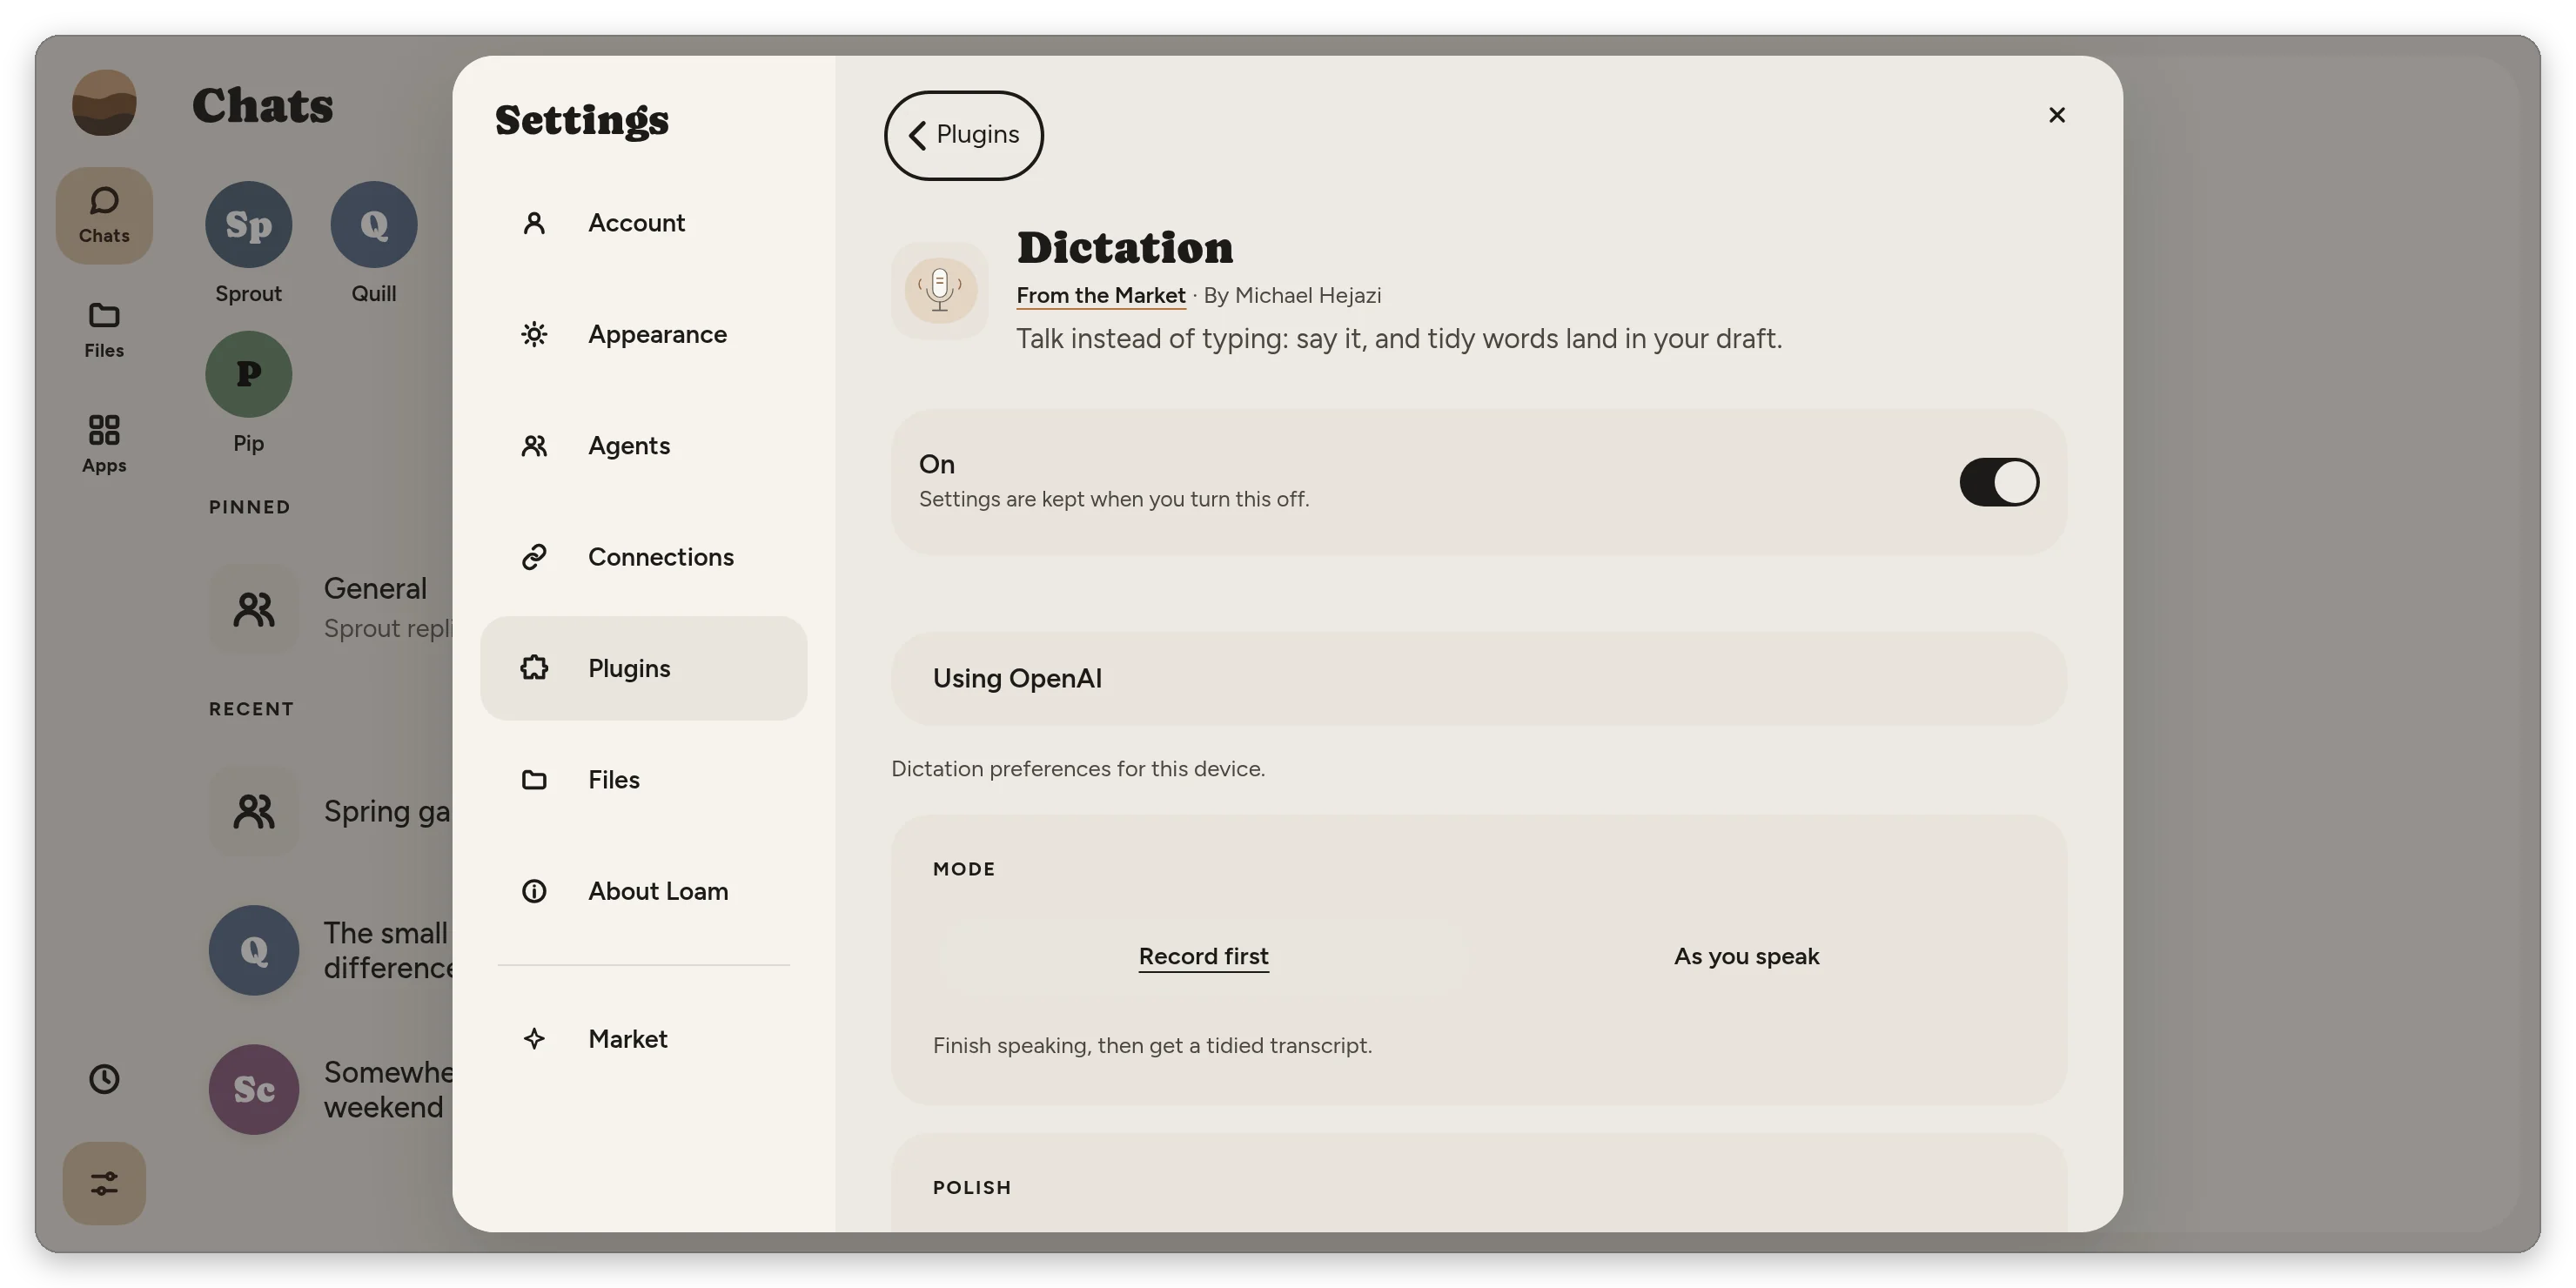 Chats
Chats
Files
Apps
Sp
Q
Sprout
Quill
P
Pip
PINNED
General
Sprout repli
RECENT
Spring ga
Q
The small
difference
Sc
Somewhe
weekend
Settings
Account
Appearance
Agents
Connections
Plugins
Files
About Loam
Market
Plugins
Dictation
From the Market · By Michael Hejazi
Talk instead of typing: say it, and tidy words land in your draft.
On
Settings are kept when you turn this off.
Using OpenAI
Dictation preferences for this device.
MODE
Record first
As you speak
Finish speaking, then get a tidied transcript.
POLISH